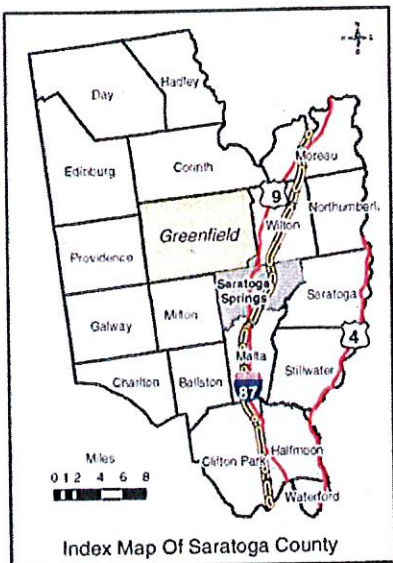 N
S
Hadley
Day
Moreau
Edinburg
Corinth
9
Northumberl.
Wilton
Greenfield
Providence
Saratoga
Springs
Saratoga
Milton
Galway
4
Malta
Stillwater
Charlton
Ballston
87
Miles
0 1 2 4 6 8
Clifton Park
Halfmoon
Waterford
Index Map Of Saratoga County